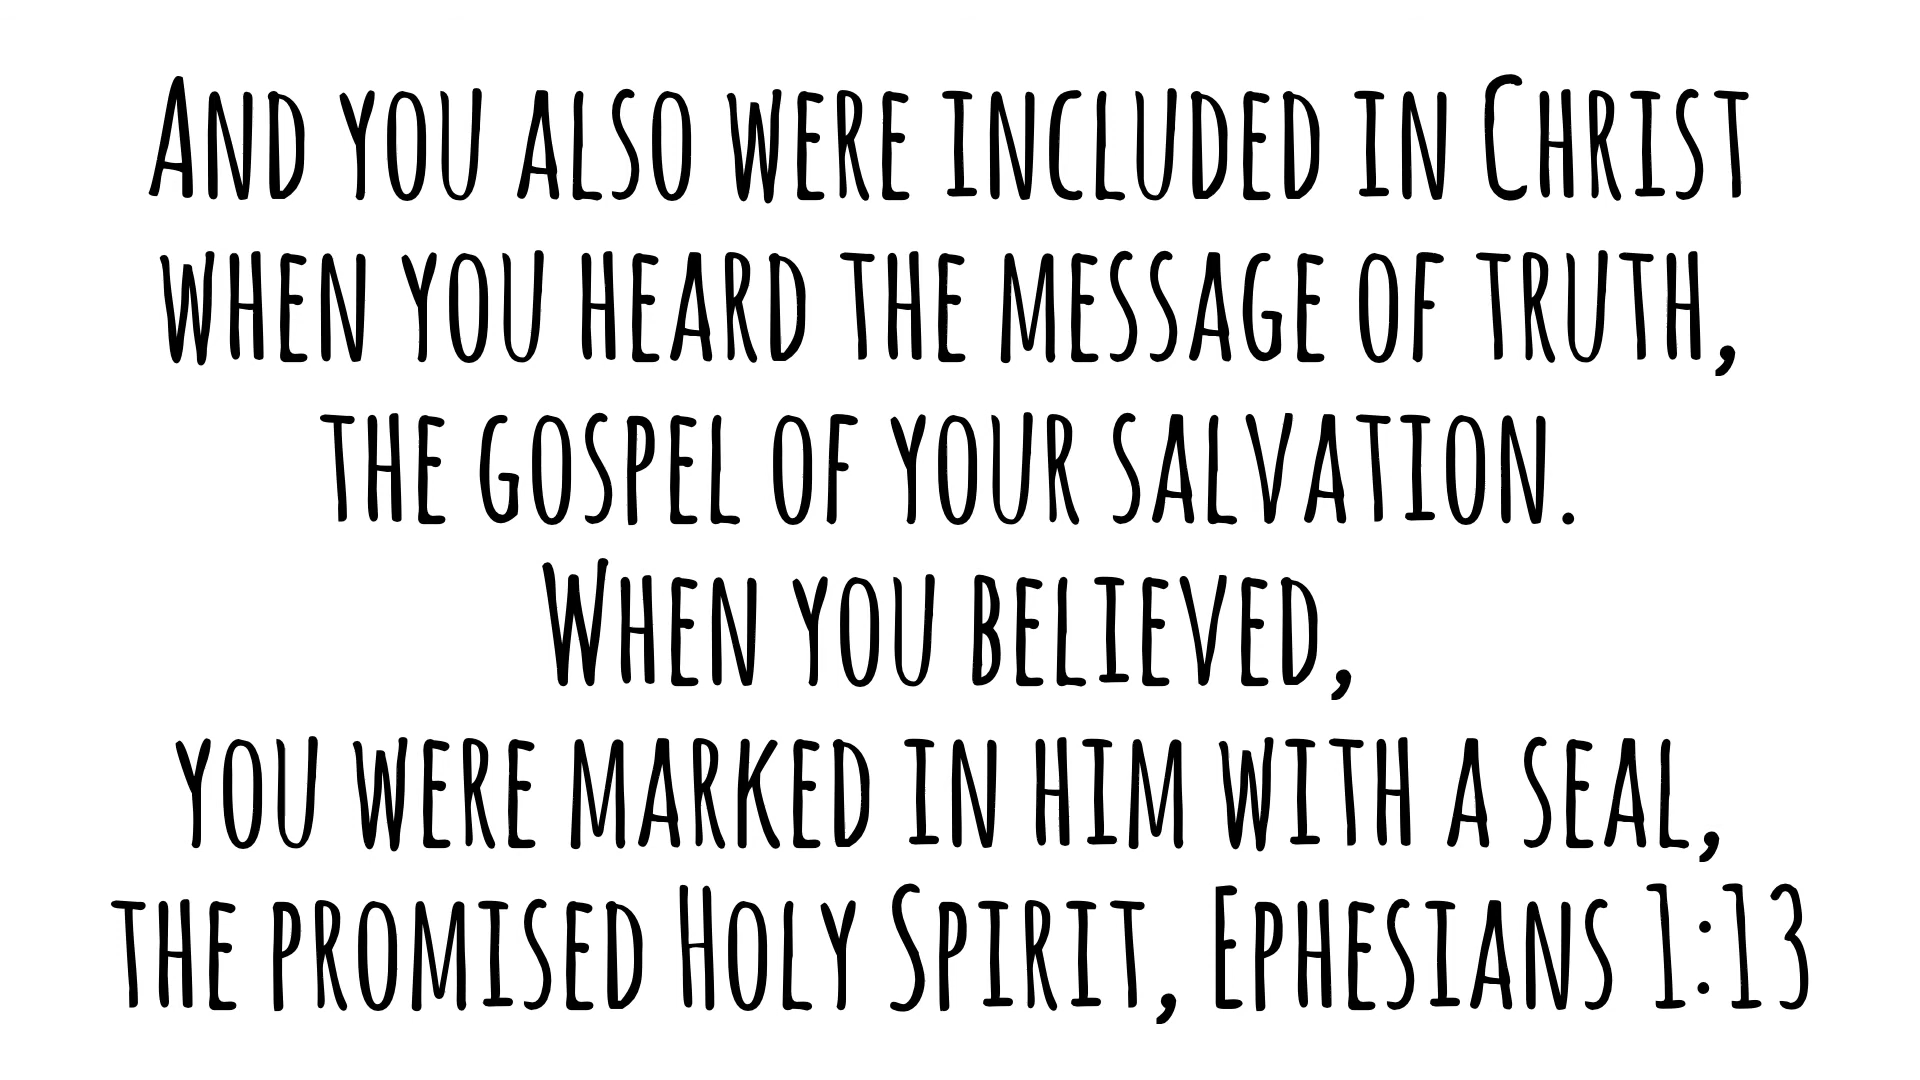 And you also were included in Christ
when you heard the message of truth,
the gospel of your salvation.
When you believed,
you were marked in him with a seal,
the promised Holy Spirit, Ephesians 1:13